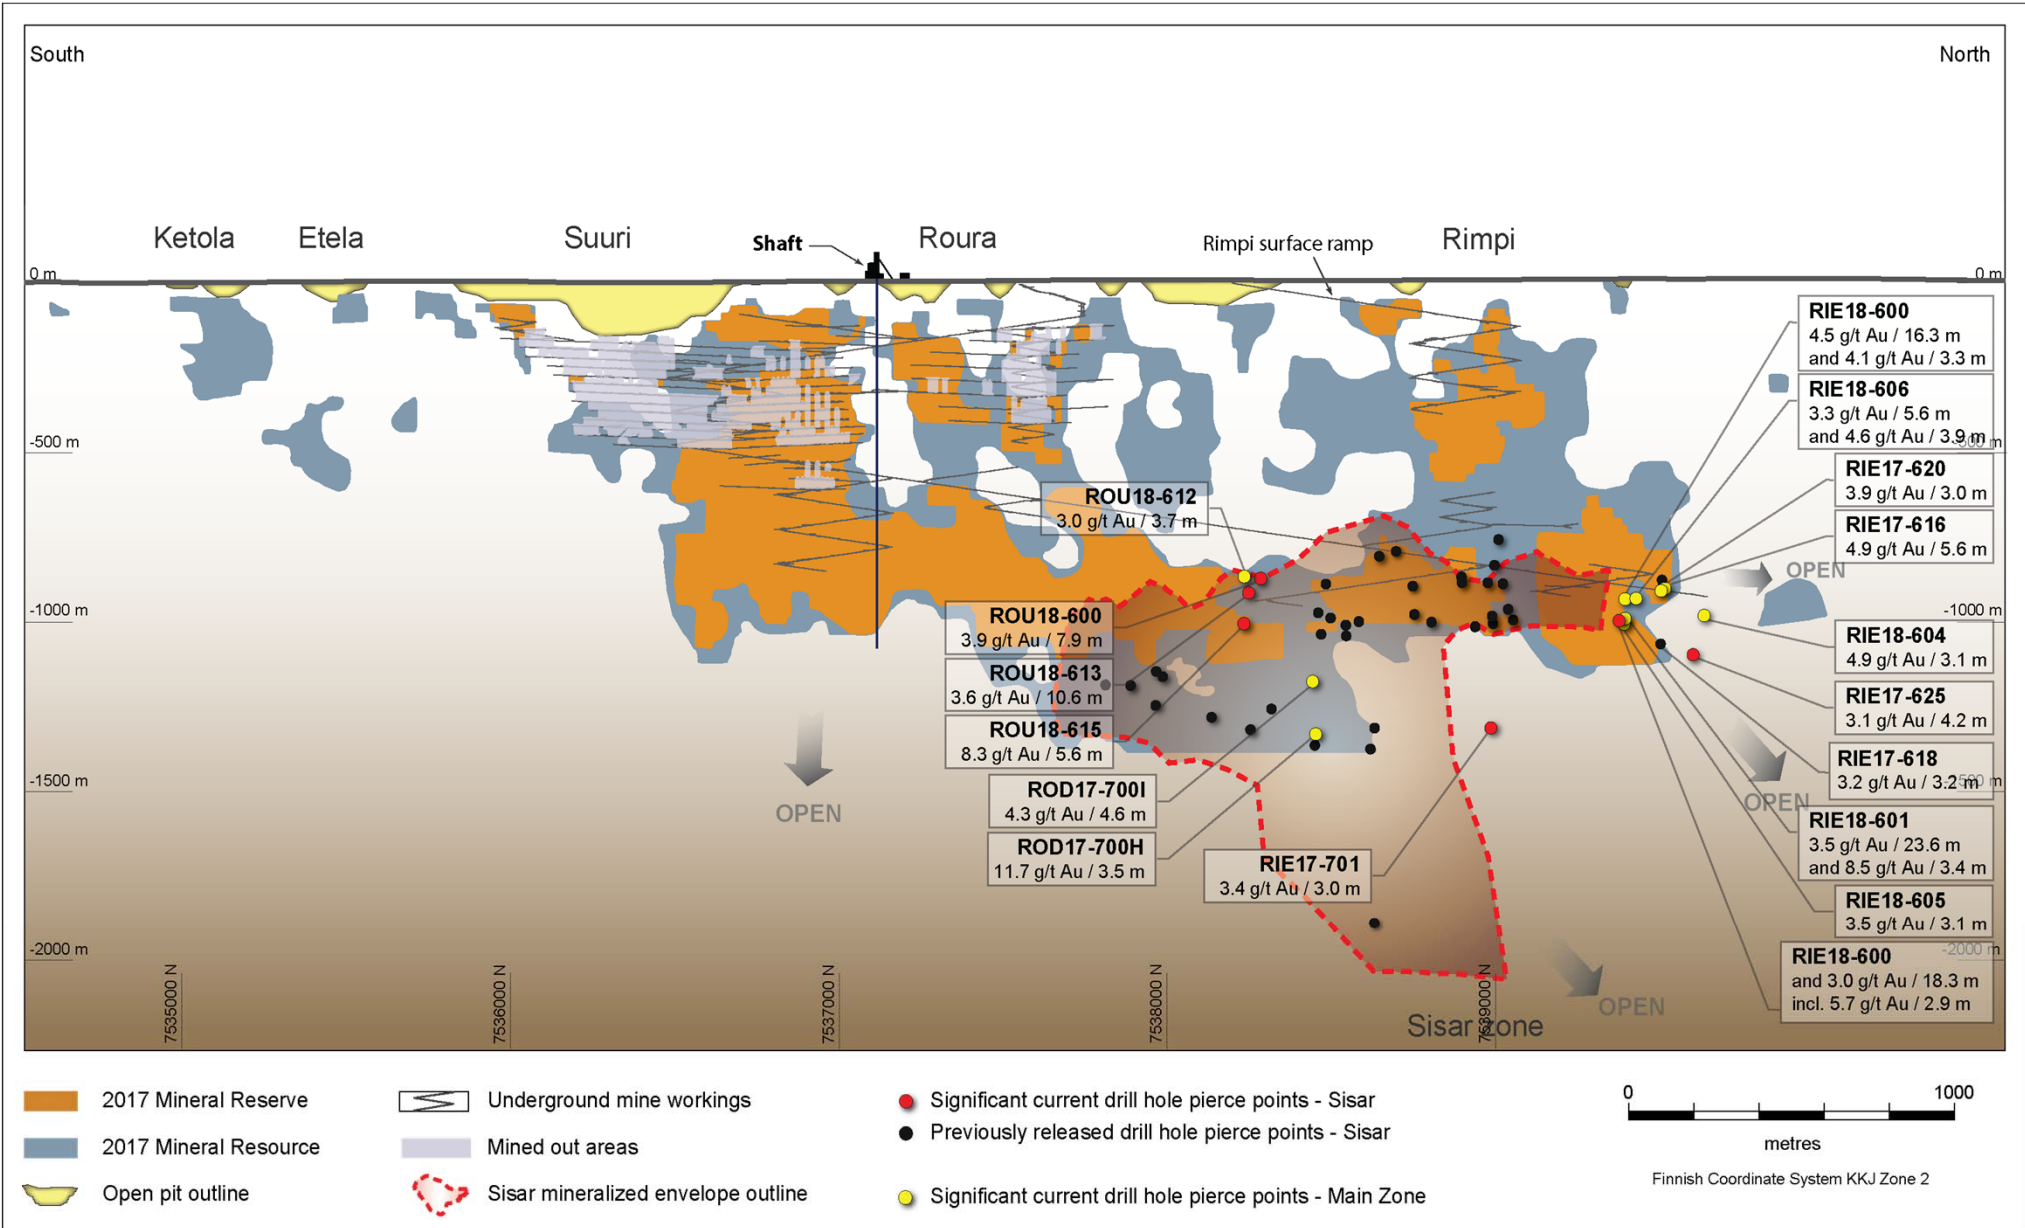 South
North
Ketola
Etela
Suuri
Shaft
Roura
Rimpi surface ramp
Rimpi
0 m
0 m
RIE18-600
4.5 g/t Au / 16.3 m
and 4.1 g/t Au / 3.3 m
RIE18-606
3.3 g/t Au / 5.6 m
and 4.6 g/t Au / 3.9 m
-500 m
-500 m
RIE17-620
3.9 g/t Au / 3.0 m
ROU18-612
3.0 g/t Au / 3.7 m
RIE17-616
4.9 g/t Au / 5.6 m
OPEN
-1000 m
-1000 m
ROU18-600
3.9 g/t Au / 7.9 m
RIE18-604
4.9 g/t Au / 3.1 m
ROU18-613
3.6 g/t Au / 10.6 m
RIE17-625
3.1 g/t Au / 4.2 m
ROU18-615
8.3 g/t Au / 5.6 m
RIE17-618
3.2 g/t Au / 3.2 m
-1500 m
-1500 m
ROD17-700I
4.3 g/t Au / 4.6 m
OPEN
OPEN
RIE18-601
3.5 g/t Au / 23.6 m
and 8.5 g/t Au / 3.4 m
ROD17-700H
11.7 g/t Au / 3.5 m
RIE17-701
3.4 g/t Au / 3.0 m
RIE18-605
3.5 g/t Au / 3.1 m
-2000 m
-2000 m
RIE18-600
and 3.0 g/t Au / 18.3 m
incl. 5.7 g/t Au / 2.9 m
OPEN
7535000 N
7536000 N
7537000 N
7538000 N
7539000 N
Sisar zone
2017 Mineral Reserve
2017 Mineral Resource
Open pit outline
Underground mine workings
Mined out areas
Sisar mineralized envelope outline
Significant current drill hole pierce points - Sisar
Previously released drill hole pierce points - Sisar
Significant current drill hole pierce points - Main Zone
0 1000
metres
Finnish Coordinate System KKJ Zone 2